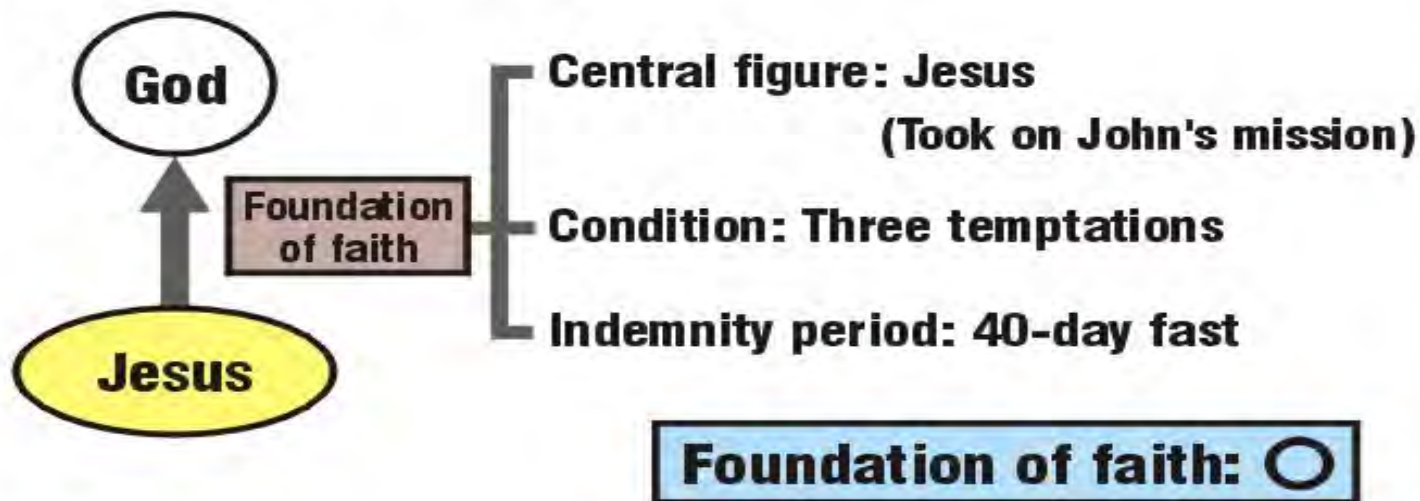 God
Central figure: Jesus
(Took on John's mission)
Foundation
of faith
Condition: Three temptations
Indemnity period: 40-day fast
Jesus
Foundation of faith: O